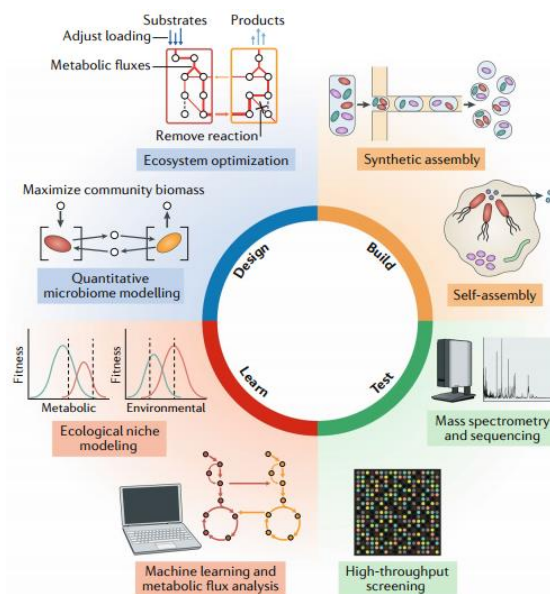 Substrates
Products
Adjust loading
Metabolic fluxes
Remove reaction
Ecosystem optimization
Synthetic assembly
Maximize community biomass
Quantitative
microbiome modelling
Self-assembly
Design
Build
Learn
Test
Fitness
Metabolic
Fitness
Environmental
Ecological niche
modeling
Mass spectrometry
and sequencing
Machine learning and
metabolic flux analysis
High-throughput
screening